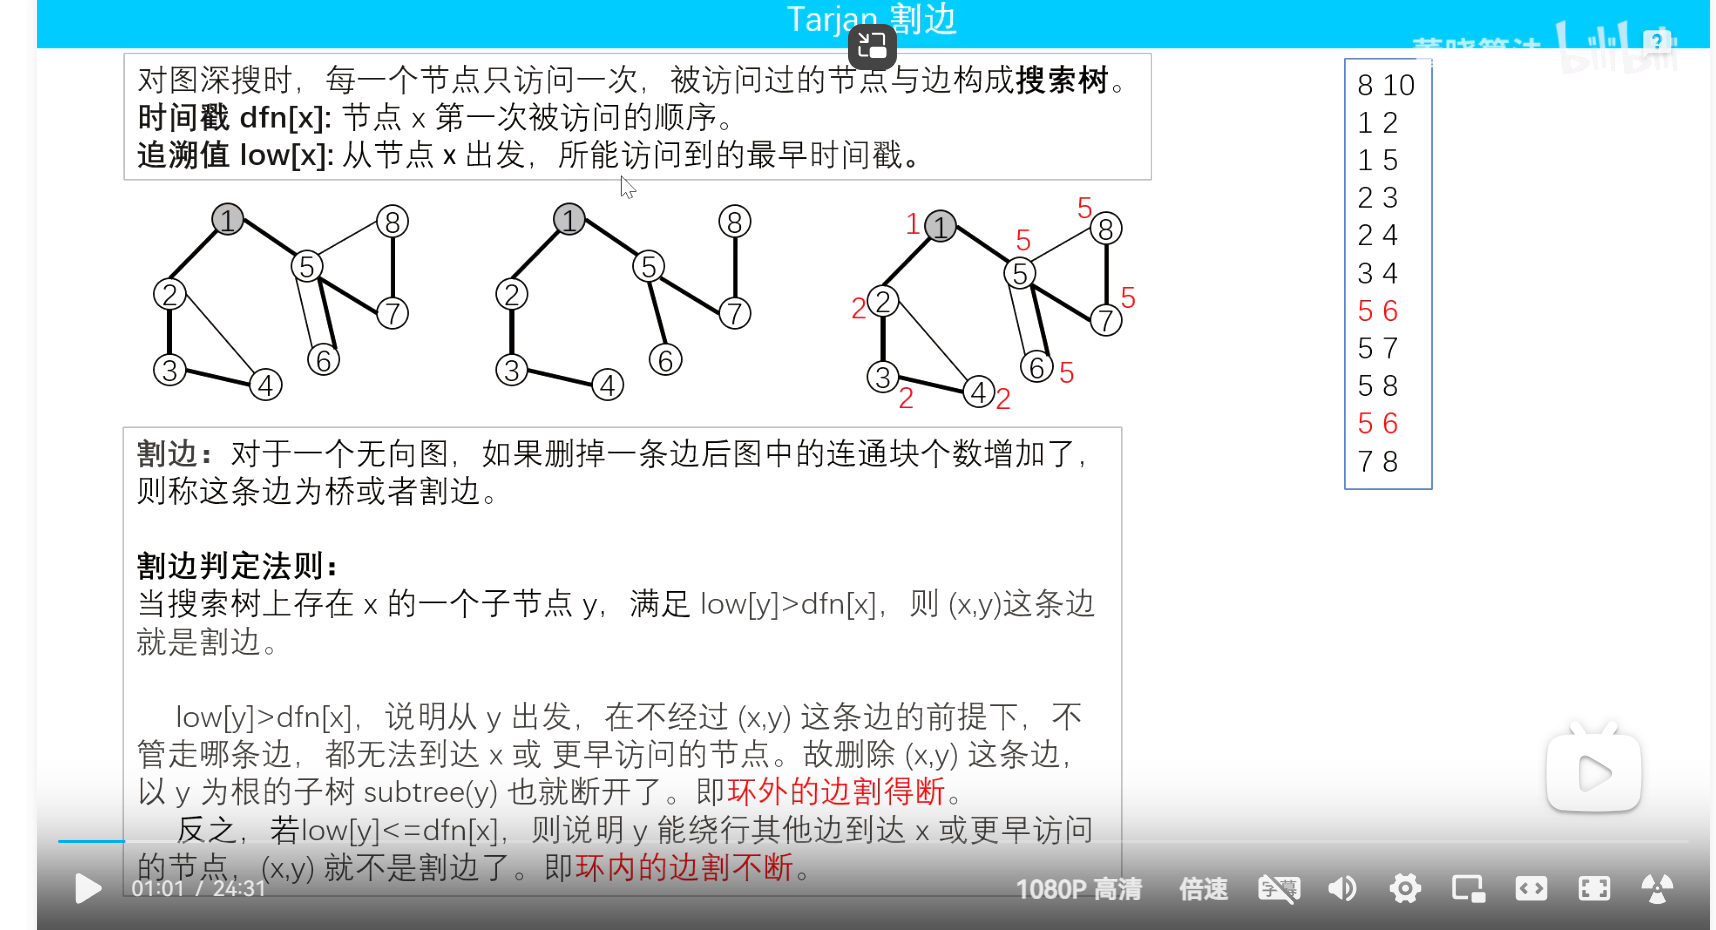 Tarjan 割边
bilibili
对图深搜时，每一个节点只访问一次，被访问过的节点与边构成搜索树。
时间戳 dfn[x]: 节点 x 第一次被访问的顺序。
追溯值 low[x]: 从节点 x 出发，所能访问到的最早时间戳。
8 10
1 2
1 5
2 3
2 4
3 4
5 6
5 7
5 8
5 6
7 8
1 8
5
2 7
3 6
4
1 8
5
2 7
3 6
4
1 1 5 8
5 5
2 2 7 5
3 2 6 5
4 2
割边：对于一个无向图，如果删掉一条边后图中的连通块个数增加了，
则称这条边为桥或者割边。
割边判定法则：
当搜索树上存在 x 的一个子节点 y，满足 low[y]>dfn[x]，则 (x,y)这条边
就是割边。
low[y]>dfn[x]，说明从 y 出发，在不经过 (x,y) 这条边的前提下，不
管走哪条边，都无法到达 x 或 更早访问的节点。故删除 (x,y) 这条边，
以 y 为根的子树 subtree(y) 也就断开了。即环外的边割得断。
反之，若low[y]<=dfn[x]，则说明 y 能绕行其他边到达 x 或更早访问
的节点，(x,y) 就不是割边了。即环内的边割不断。
01:01 / 24:31
1080P 高清 倍速 字幕